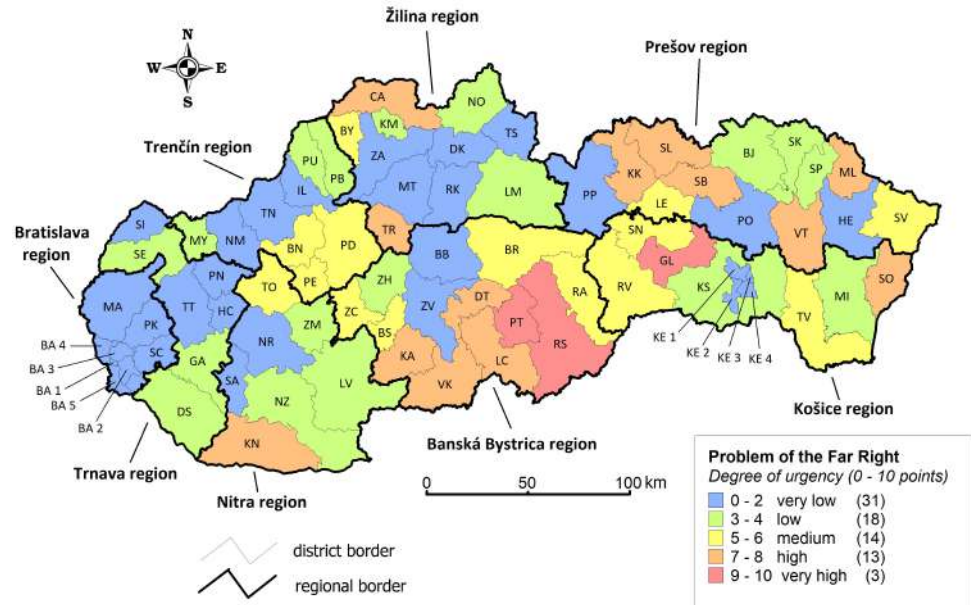 Žilina region
Prešov region
N
W E
S
Trenčín region
Bratislava region
CA
NO
BY
KM
TS
PU
PB
ZA
DK
IL
MT
RK
LM
PP
KK
SL
SB
LE
BJ
SK
SP
ML
PO
VT
HE
SV
SI
SE
MY
NM
TN
BN
PD
PE
TR
BB
BR
SN
GL
KS
MI
SO
MA
PN
TT
HC
TO
ZH
ZM
ZC
BS
ZV
DT
PT
RA
RV
RS
TV
PK
BA 4
BA 3
BA 1
BA 5
BA 2
SC
GA
DS
NR
SA
NZ
LV
KN
KA
VK
LC
KE 1
KE 2
KE 3
KE 4
Košice region
Banská Bystrica region
Trnava region
Nitra region
0 50 100 km
district border
regional border
Problem of the Far Right
Degree of urgency (0 - 10 points)
0 - 2 very low (31)
3 - 4 low (18)
5 - 6 medium (14)
7 - 8 high (13)
9 - 10 very high (3)